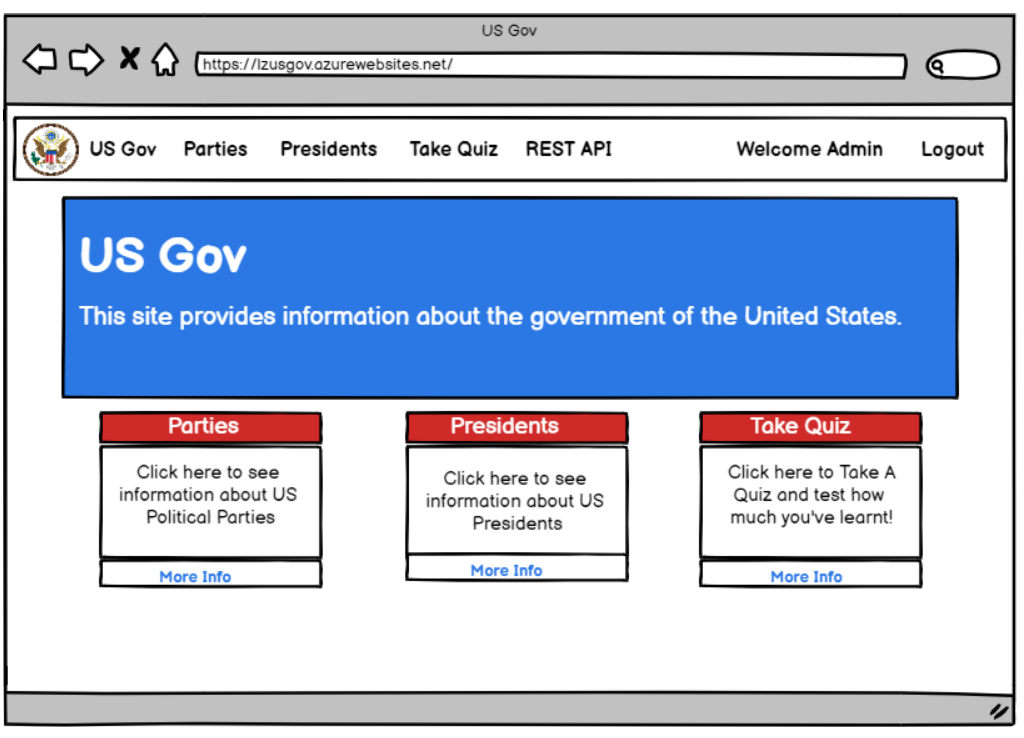 US Gov
https://lzusgov.azurewebsites.net/
US Gov Parties Presidents Take Quiz REST API Welcome Admin Logout
US Gov
This site provides information about the government of the United States.
Parties
Click here to see
information about US
Political Parties
More Info
Presidents
Click here to see
information about US
Presidents
More Info
Take Quiz
Click here to Take A
Quiz and test how
much you've learnt!
More Info